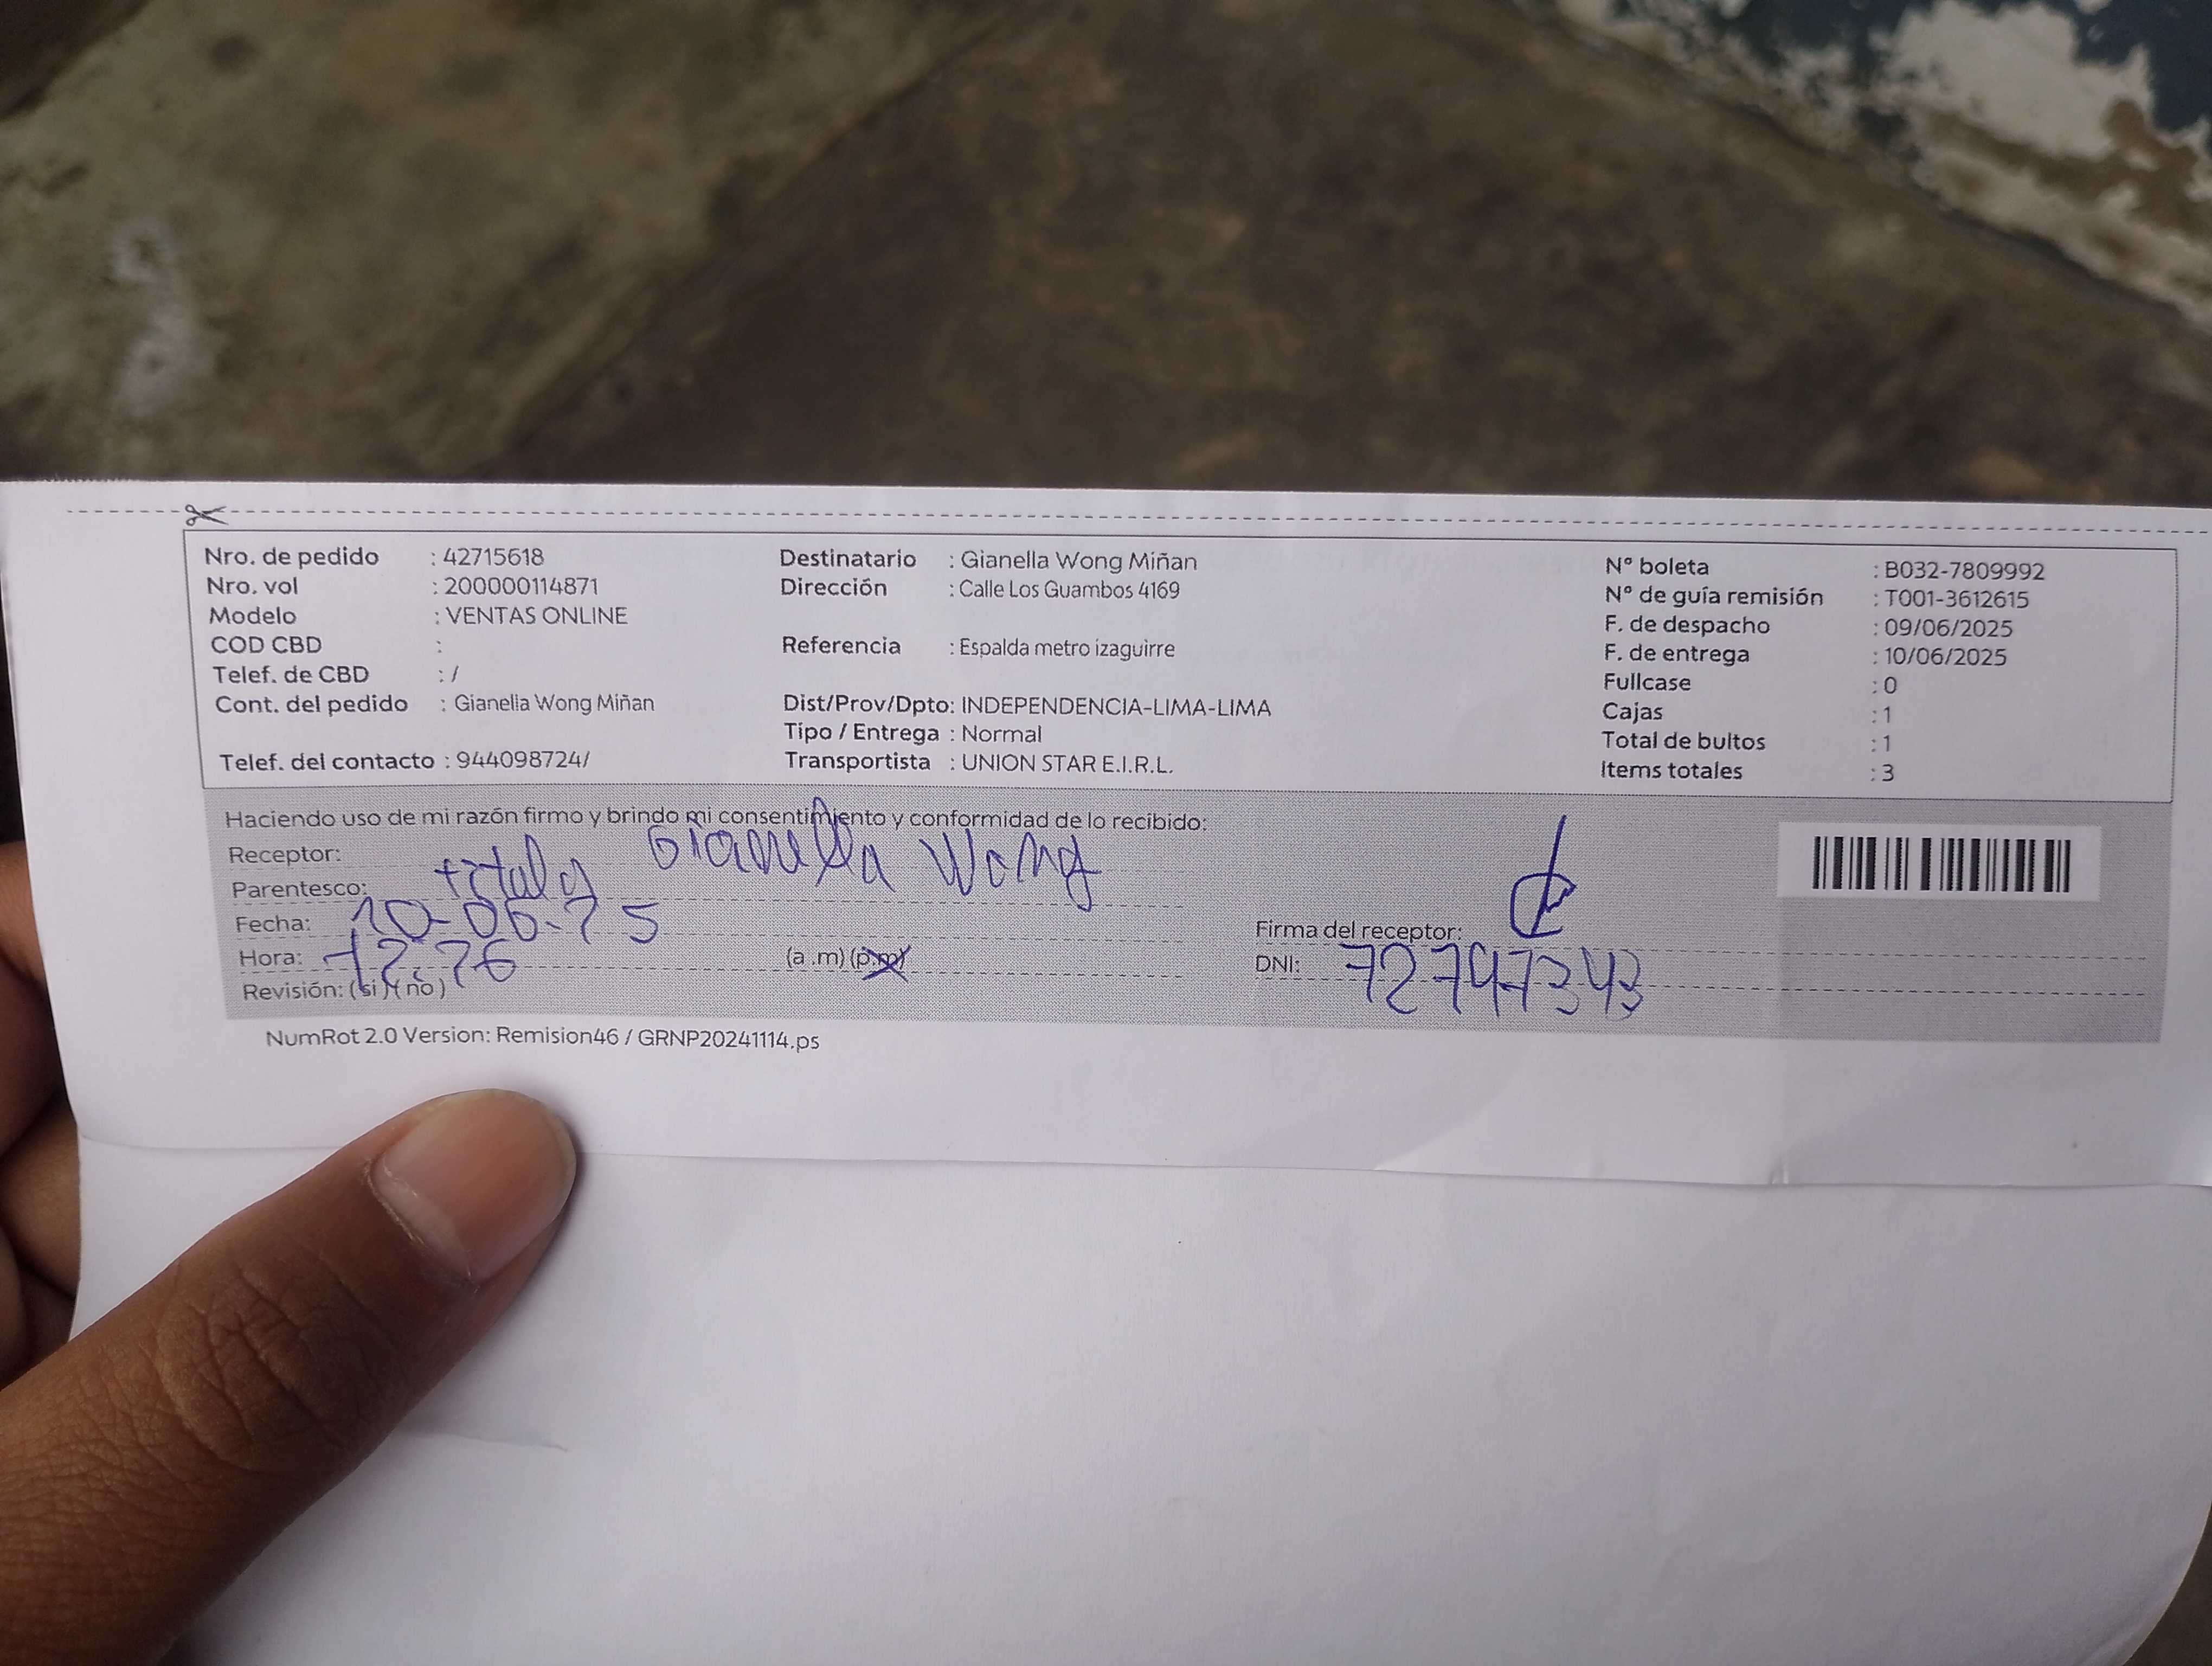 Nro. de pedido : 42715618
Nro. vol : 200000114871
Modelo : VENTAS ONLINE
COD CBD :
Telef. de CBD : /
Cont. del pedido : Gianella Wong Miñan
Telef. del contacto : 944098724/
Destinatario : Gianella Wong Miñan
Dirección : Calle Los Guambos 4169
Referencia : Espalda metro izaguirre
Dist/Prov/Dpto: INDEPENDENCIA-LIMA-LIMA
Tipo / Entrega : Normal
Transportista : UNION STAR E.I.R.L.
N° boleta : B032-7809992
N° de guía remisión : T001-3612615
F. de despacho : 09/06/2025
F. de entrega : 10/06/2025
Fullcase : 0
Cajas : 1
Total de bultos : 1
Items totales : 3
Haciendo uso de mi razón firmo y brindo mi consentimiento y conformidad de lo recibido:
Receptor: Gianella Wong
Parentesco: titular
Fecha: 10-06-25
Hora: 12:26 (a .m) (p.m)
Revisión: (si) (no)
Firma del receptor:
DNI: 72747343
NumRot 2.0 Version: Remision46 / GRNP20241114.ps